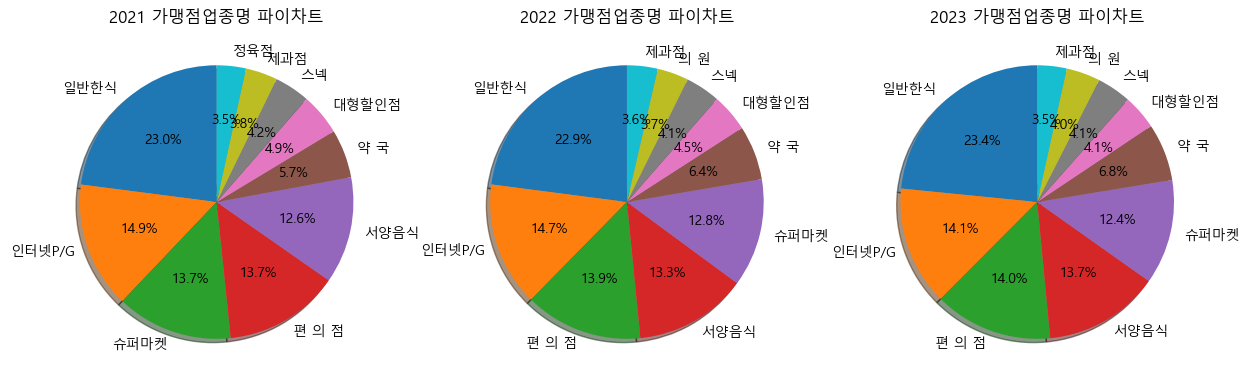 2021 가맹점업종명 파이차트
정육점
제과점
스넥
대형할인점
약 국
서양음식
편 의 점
슈퍼마켓
인터넷P/G
일반한식
3.5%
3.8%
4.2%
4.9%
5.7%
12.6%
13.7%
13.7%
14.9%
23.0%
2022 가맹점업종명 파이차트
제과점
의 원
스넥
대형할인점
약 국
슈퍼마켓
서양음식
편 의 점
인터넷P/G
일반한식
3.6%
3.7%
4.1%
4.5%
6.4%
12.8%
13.3%
13.9%
14.7%
22.9%
2023 가맹점업종명 파이차트
제과점
의 원
스넥
대형할인점
약 국
슈퍼마켓
서양음식
편 의 점
인터넷P/G
일반한식
3.5%
4.0%
4.1%
4.1%
6.8%
12.4%
13.7%
14.0%
14.1%
23.4%